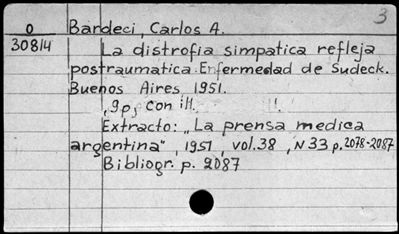 3
O Bardeci, Carlos A.
30814
La distrofia simpatica refleja
postraumatica. Enfermedad de Sudeck.
Buenos Aires, 1951.
, 9p, con ill.
Extracto: „La prensa medica
argentina", 1951, vol. 38, N 33 p. 2078-2087
Bibliogr. p. 2087